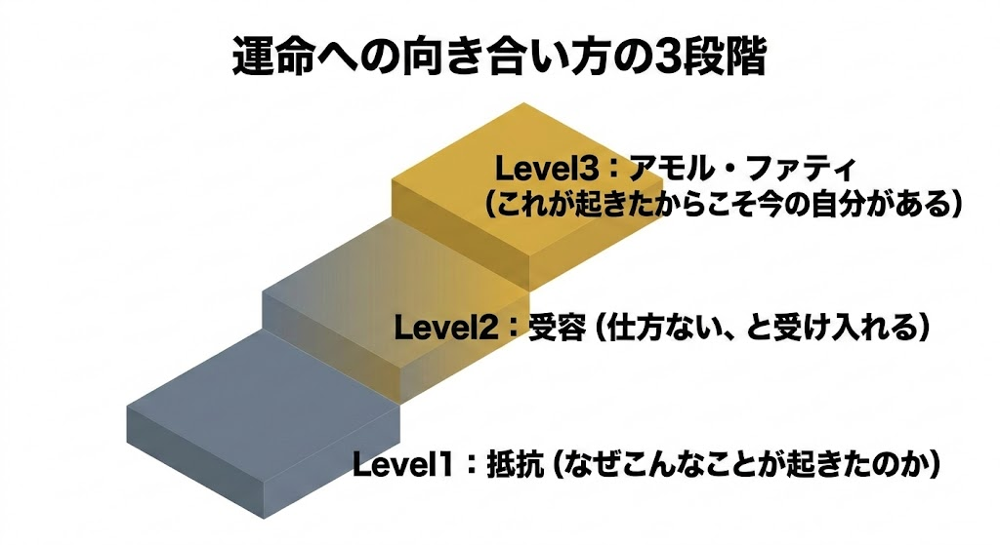 運命への向き合い方の3段階
Level3：アモル・ファティ
（これが起きたからこそ今の自分がある）
Level2：受容（仕方ない、と受け入れる）
Level1：抵抗（なぜこんなことが起きたのか）